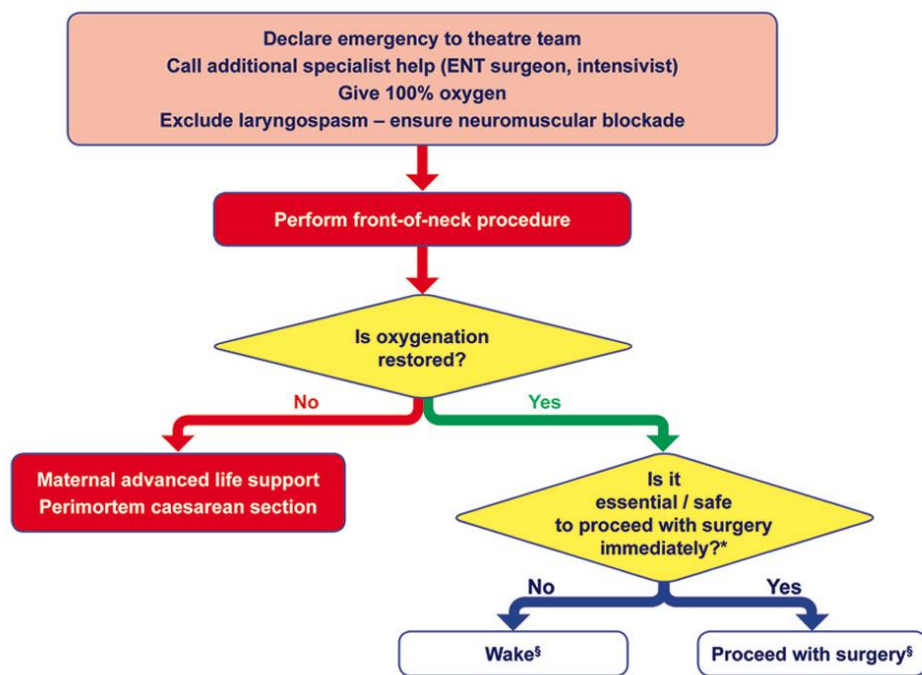 Declare emergency to theatre team
Call additional specialist help (ENT surgeon, intensivist)
Give 100% oxygen
Exclude laryngospasm – ensure neuromuscular blockade
Perform front-of-neck procedure
Is oxygenation
restored?
No
Yes
Maternal advanced life support
Perimortem caesarean section
Is it
essential / safe
to proceed with surgery
immediately?*
No
Yes
Wake§
Proceed with surgery§